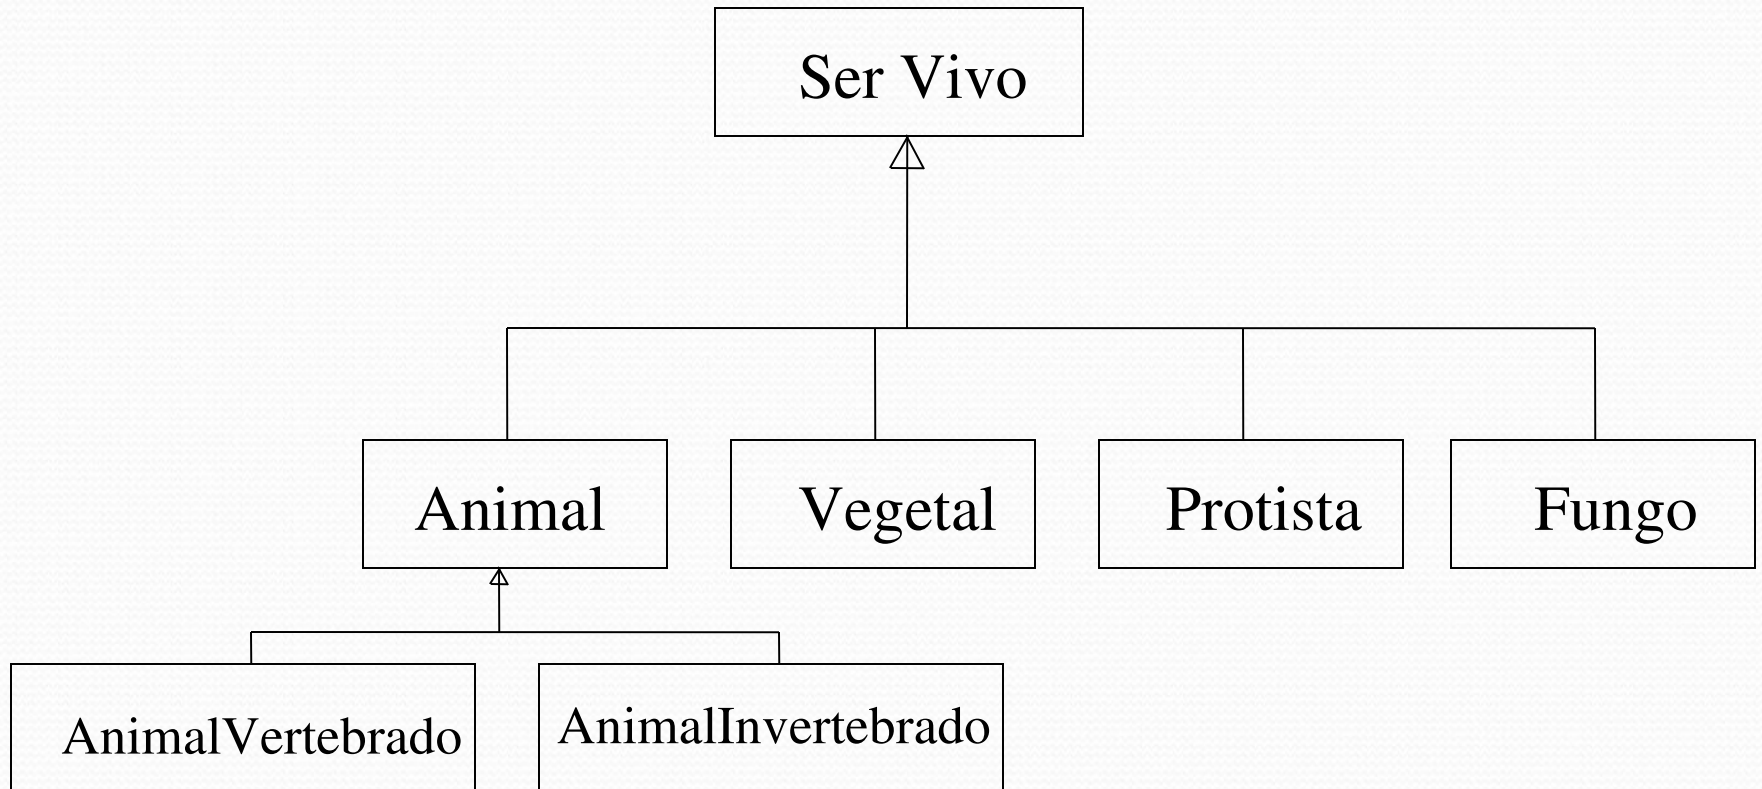 Ser Vivo
Animal
Vegetal
Protista
Fungo
AnimalVertebrado
AnimalInvertebrado